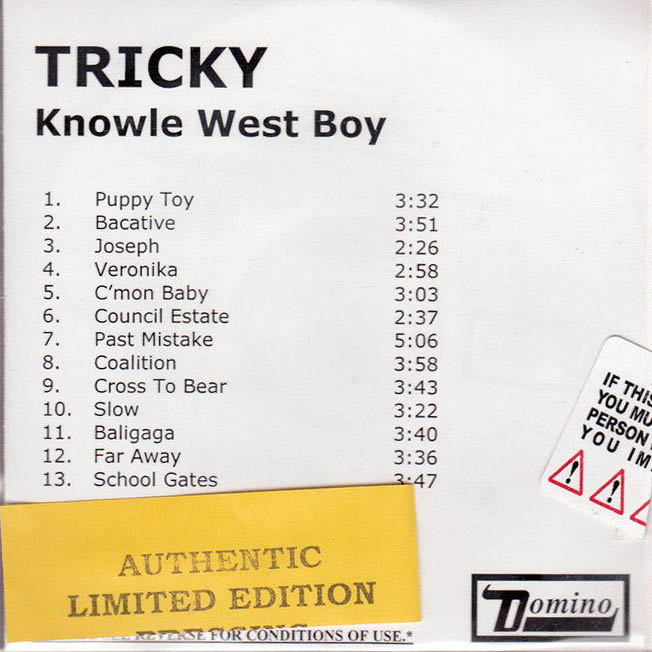 TRICKY
Knowle West Boy
1. Puppy Toy 3:32
2. Bacative 3:51
3. Joseph 2:26
4. Veronika 2:58
5. C'mon Baby 3:03
6. Council Estate 2:37
7. Past Mistake 5:06
8. Coalition 3:58
9. Cross To Bear 3:43
10. Slow 3:22
11. Baligaga 3:40
12. Far Away 3:36
13. School Gates 3:47
IF THIS
YOU MU
PERSON
YOU IM
AUTHENTIC
LIMITED EDITION
REVERSE FOR CONDITIONS OF USE.*
Domino